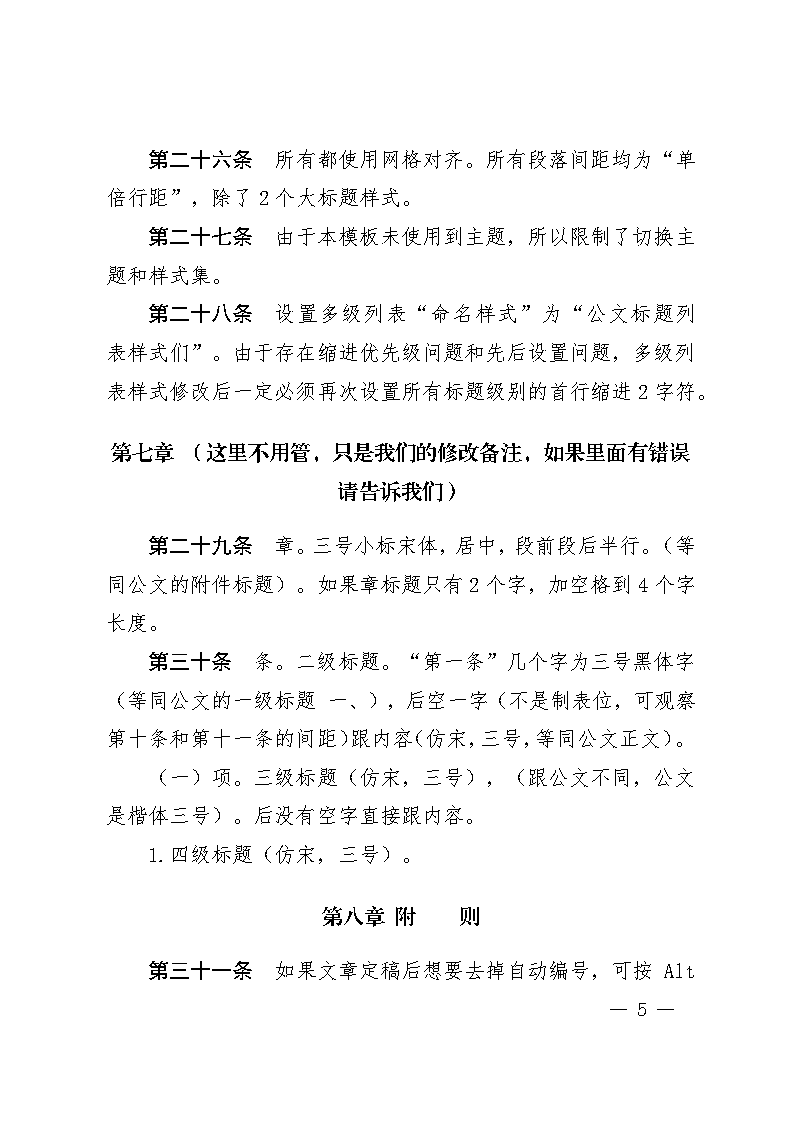 第二十六条　所有都使用网格对齐。所有段落间距均为“单
倍行距”，除了2个大标题样式。
第二十七条　由于本模板未使用到主题，所以限制了切换主
题和样式集。
第二十八条　设置多级列表“命名样式”为“公文标题列
表样式们”。由于存在缩进优先级问题和先后设置问题，多级列
表样式修改后一定必须再次设置所有标题级别的首行缩进2字符。
第七章 （这里不用管，只是我们的修改备注，如果里面有错误
请告诉我们）
第二十九条　章。三号小标宋体，居中，段前段后半行。（等
同公文的附件标题）。如果章标题只有2个字，加空格到4个字
长度。
第三十条　条。二级标题。“第一条”几个字为三号黑体字
（等同公文的一级标题 一、），后空一字（不是制表位，可观察
第十条和第十一条的间距）跟内容（仿宋，三号，等同公文正文）。
（一）项。三级标题（仿宋，三号），（跟公文不同，公文
是楷体三号）。后没有空字直接跟内容。
1.四级标题（仿宋，三号）。
第八章 附　　则
第三十一条　如果文章定稿后想要去掉自动编号，可按 Alt
— 5 —